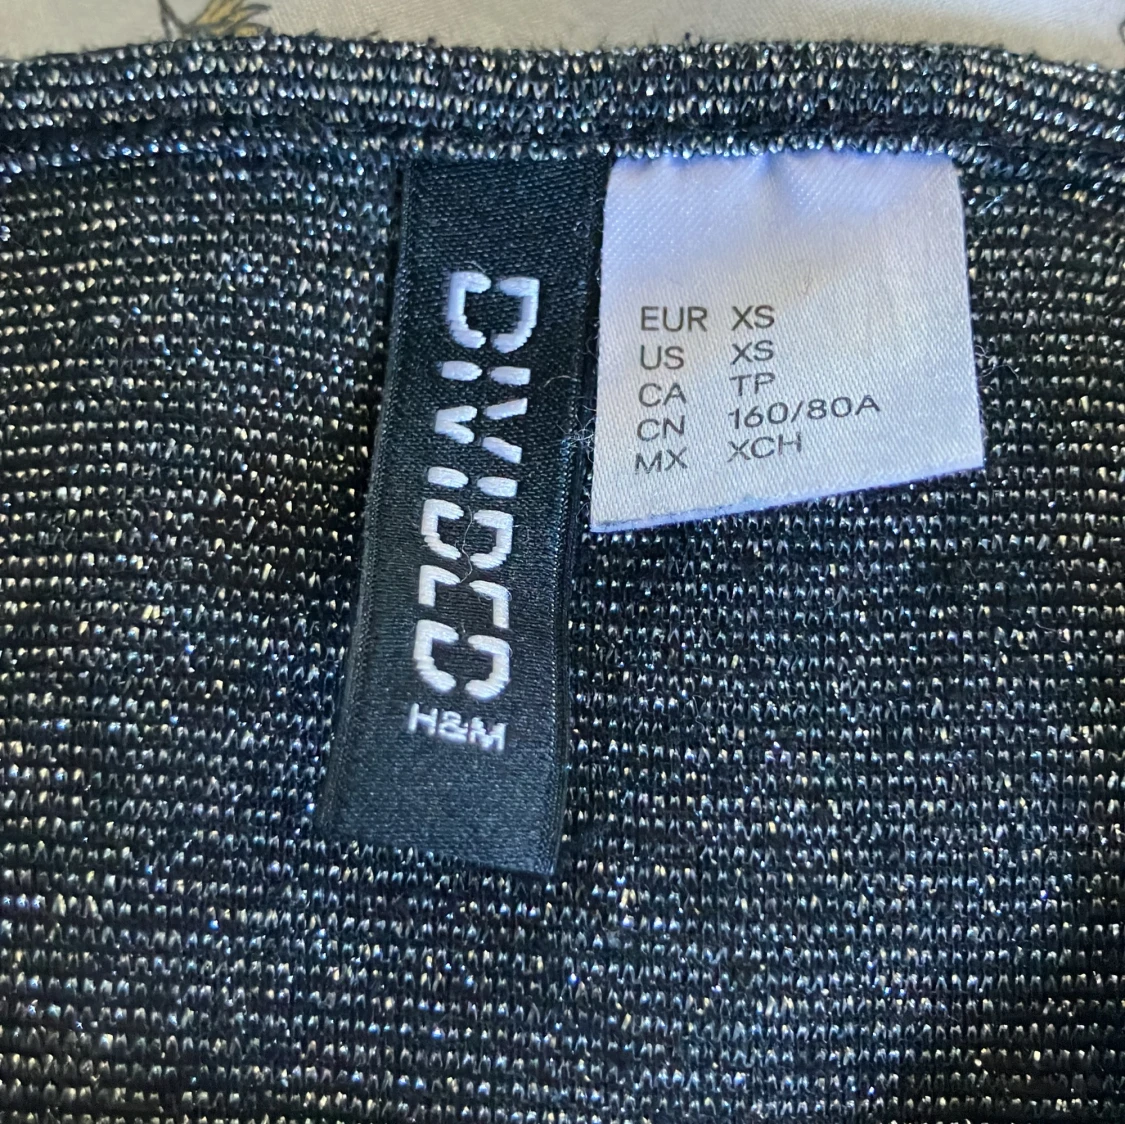 DIVIDED
H&M
EUR XS
US XS
CA TP
CN 160/80A
MX XCH